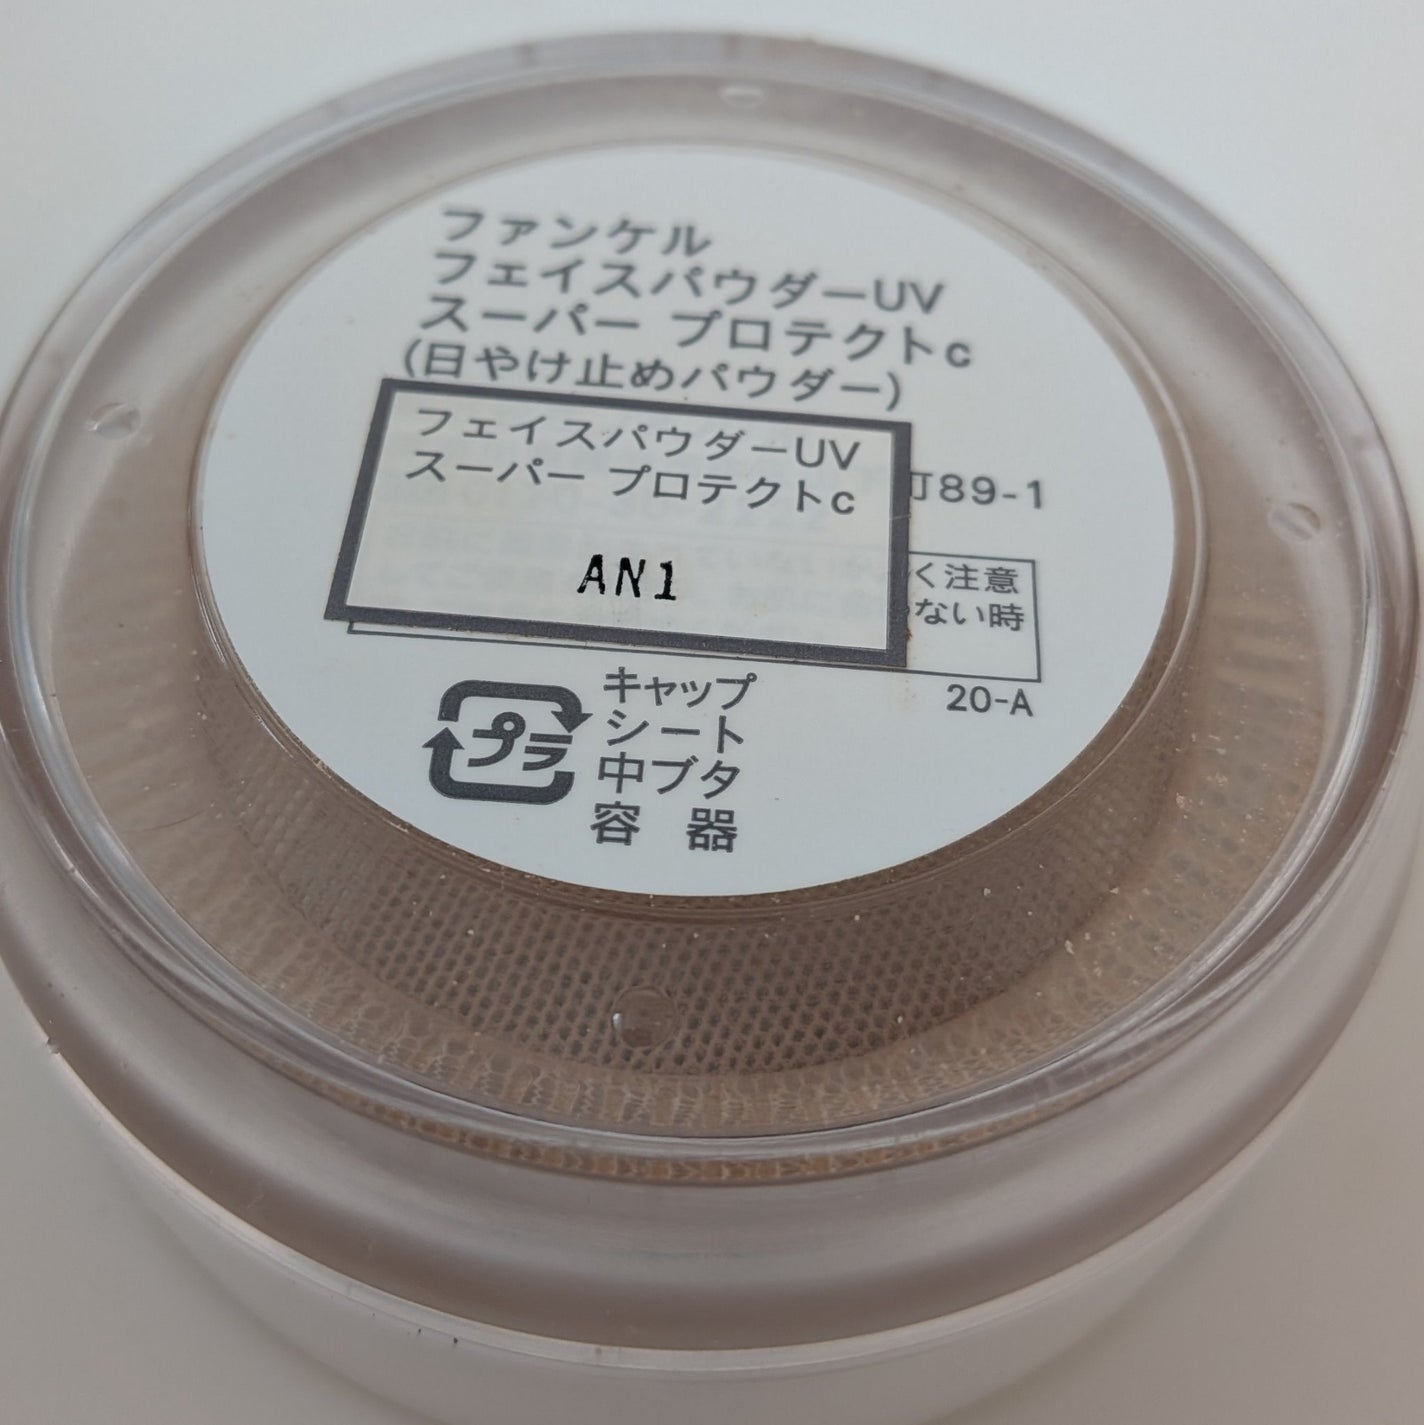 ファンケル
フェイスパウダーUV
スーパー プロテクトc
(日やけ止めパウダー)
フェイスパウダーUV
スーパー プロテクトc
AN1
89-1
く注意
ない時
20-A
プラ
キャップ
シート
中ブタ
容 器